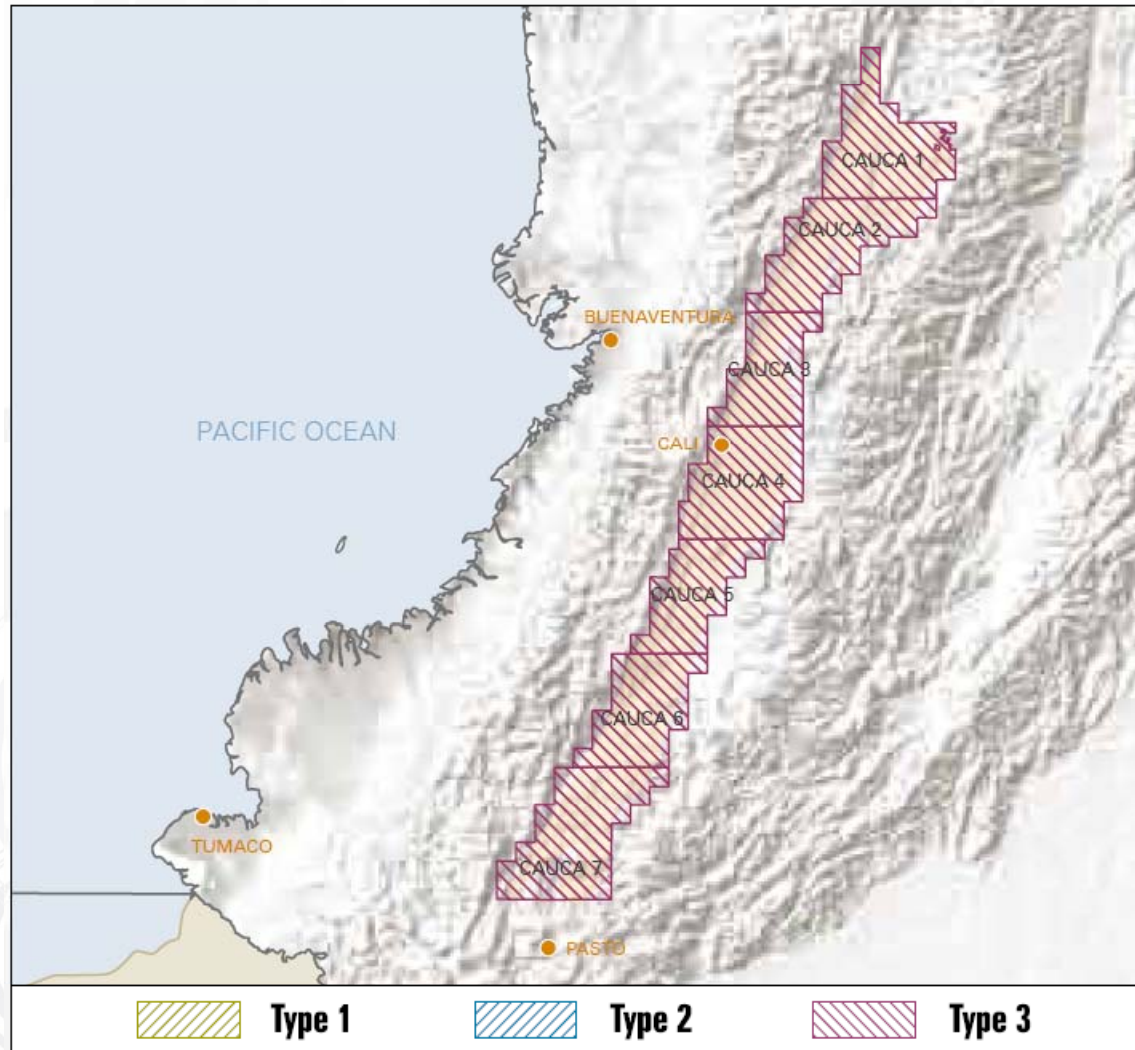 CAUCA 1
CAUCA 2
BUENAVENTURA
CAUCA 3
PACIFIC OCEAN
CALI
CAUCA 4
CAUCA 5
CAUCA 6
TUMACO
CAUCA 7
PASTO
Type 1
Type 2
Type 3